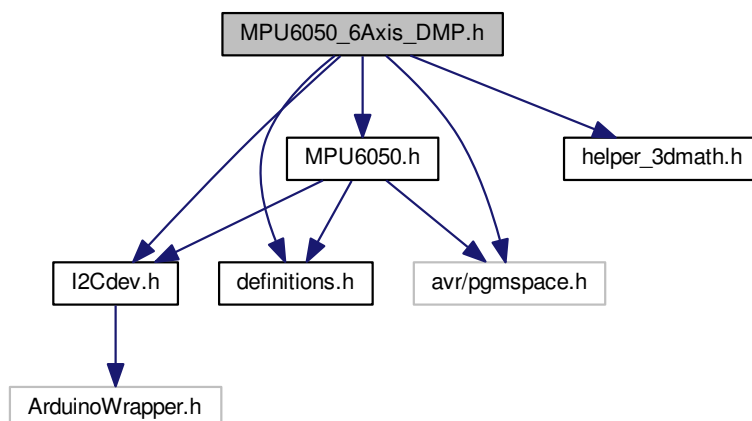 MPU6050_6Axis_DMP.h
MPU6050.h
helper_3dmath.h
I2Cdev.h
definitions.h
avr/pgmspace.h
ArduinoWrapper.h